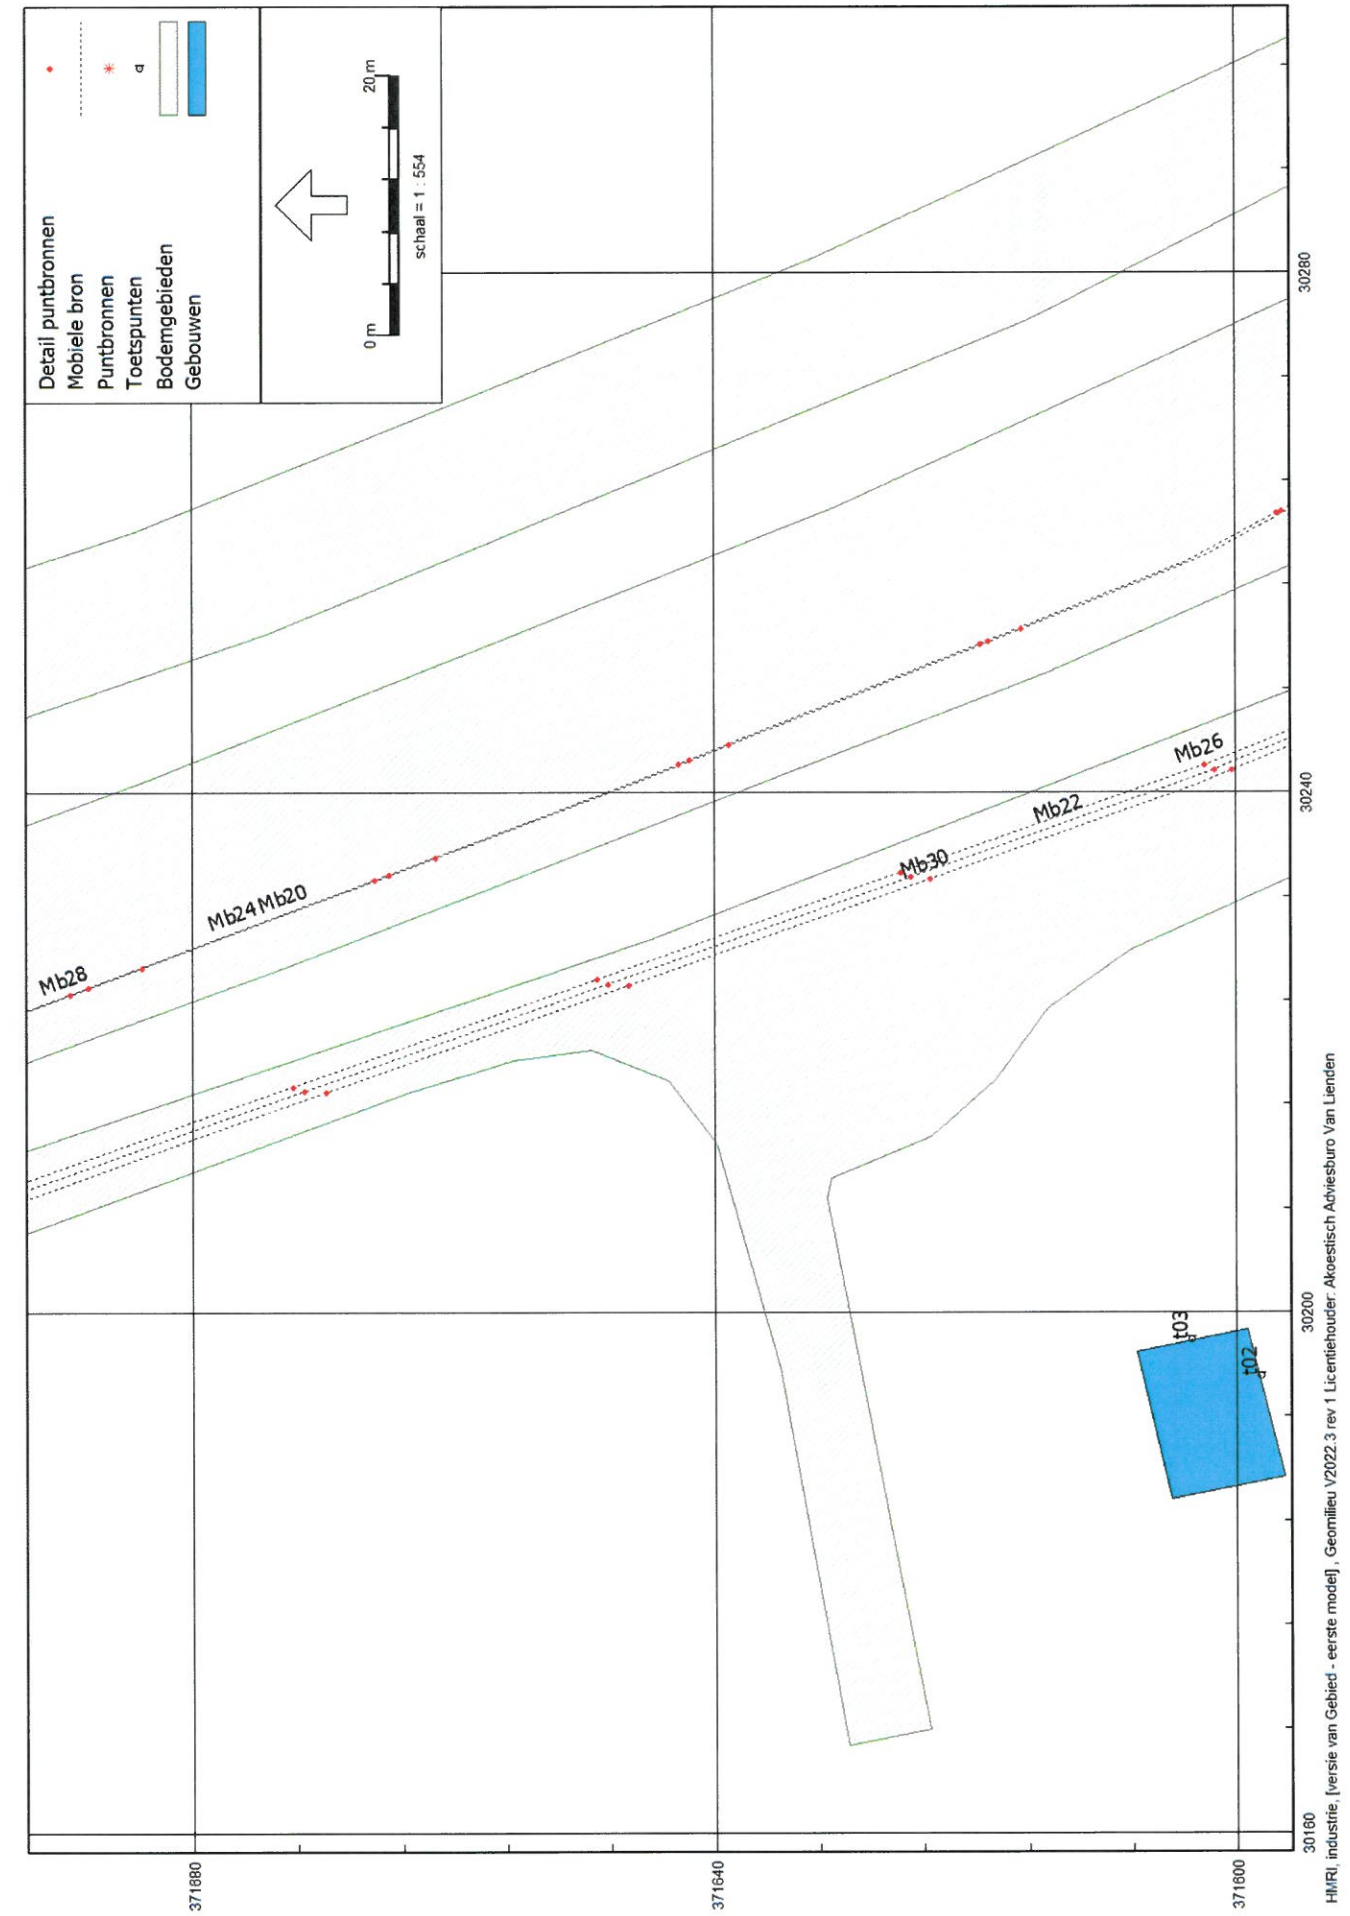 Detail puntbronnen
Mobiele bron
Puntbronnen
Toetspunten
Bodemgebieden
Gebouwen
0 m
20 m
schaal = 1 : 554
Mb28
Mb24
Mb20
Mb30
Mb22
Mb26
t03
t02
371680
371640
371600
30160
30200
30240
30280
HMRI, industrie, [versie van Gebied - eerste model] , Geomilieu V2022.3 rev 1 Licentiehouder: Akoestisch Adviesburo Van Lienden